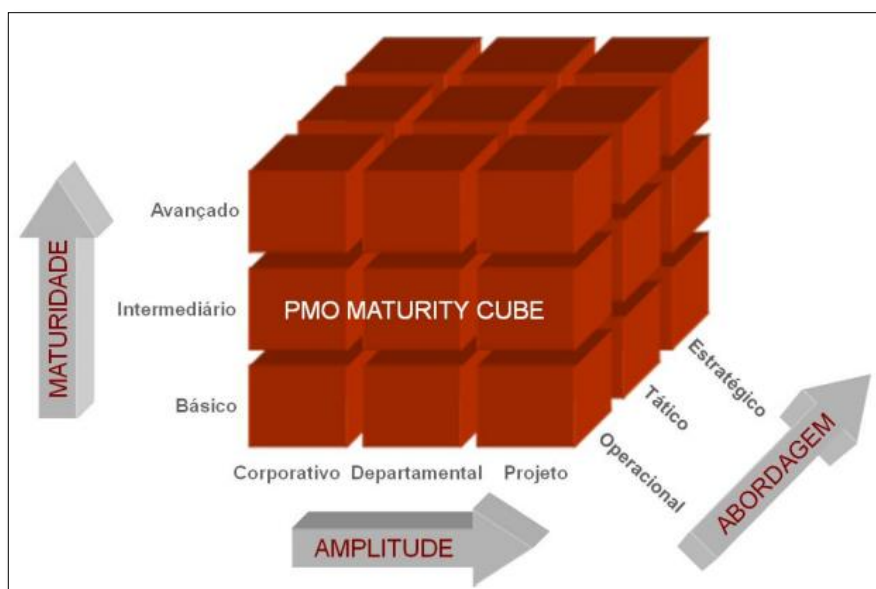 Avançado
MATURIDADE
Intermediário
PMO MATURITY CUBE
Básico
Corporativo Departamental Projeto
Operacional
Tático
Estratégico
AMPLITUDE
ABORDAGEM